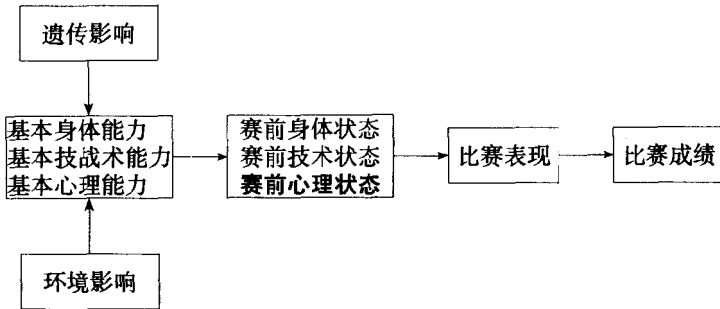 遗传影响
基本身体能力
基本技战术能力
基本心理能力
赛前身体状态
赛前技术状态
赛前心理状态
比赛表现
比赛成绩
环境影响